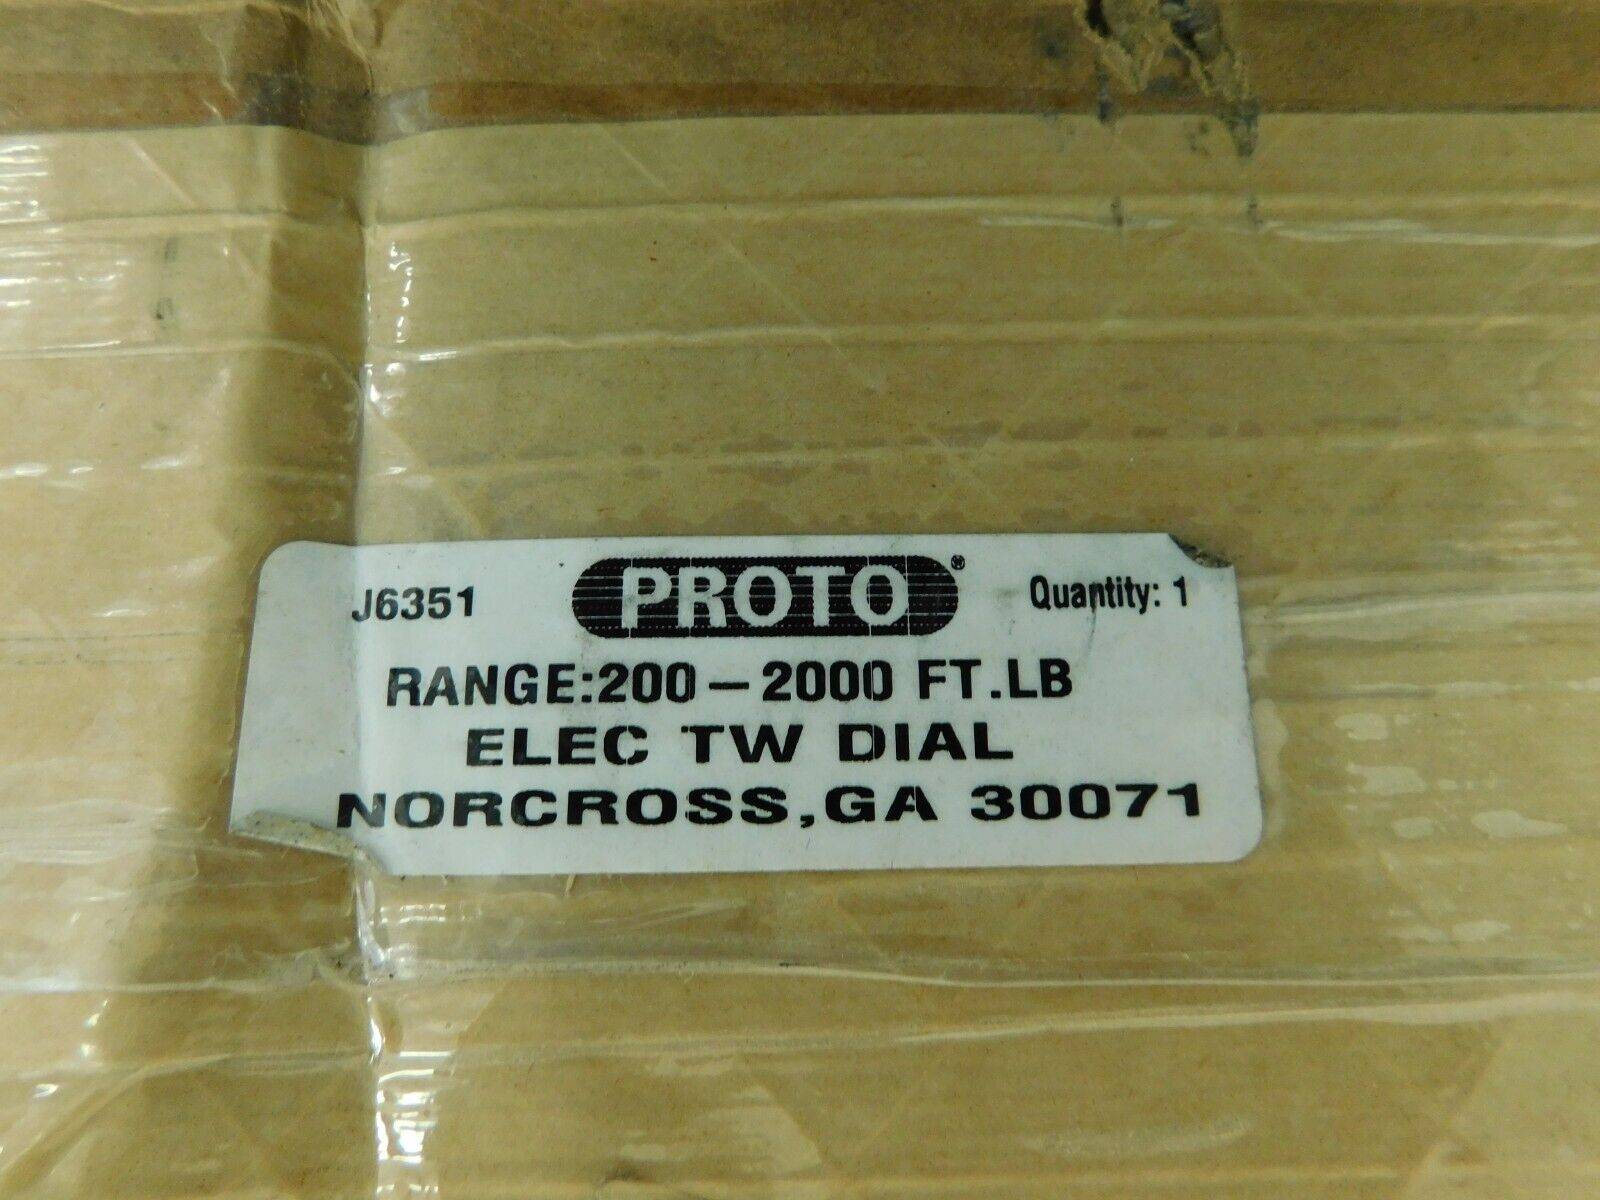 J6351 PROTO® Quantity: 1
RANGE:200-2000 FT.LB
ELEC TW DIAL
NORCROSS,GA 30071